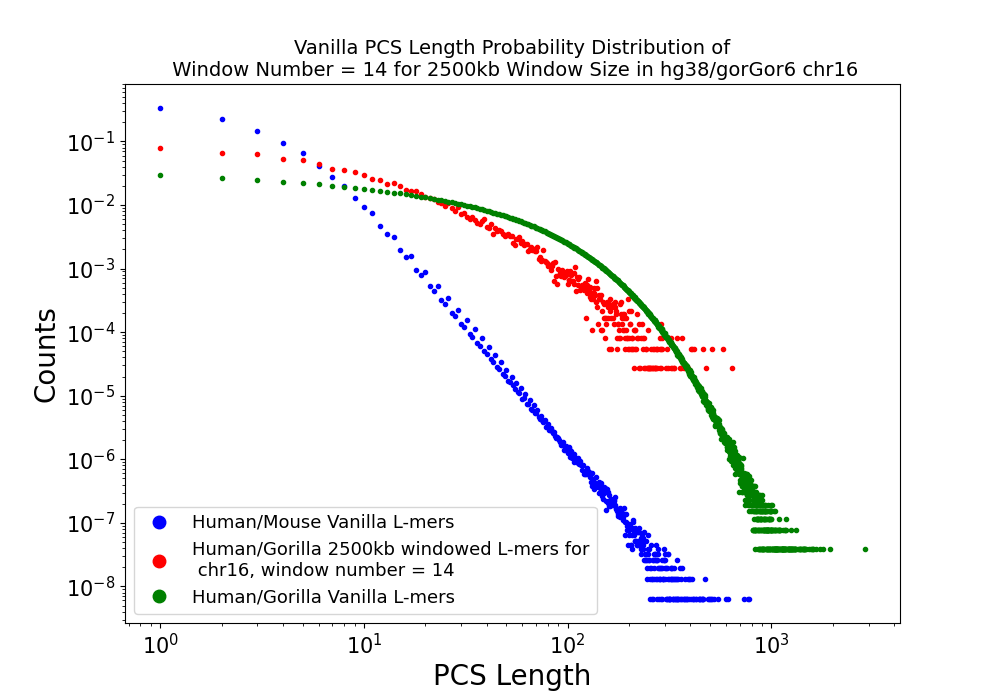 Vanilla PCS Length Probability Distribution of
Window Number = 14 for 2500kb Window Size in hg38/gorGor6 chr16
Counts
10^-1
10^-2
10^-3
10^-4
10^-5
10^-6
10^-7
10^-8
Human/Mouse Vanilla L-mers
Human/Gorilla 2500kb windowed L-mers for
chr16, window number = 14
Human/Gorilla Vanilla L-mers
10^0 10^1 10^2 10^3
PCS Length